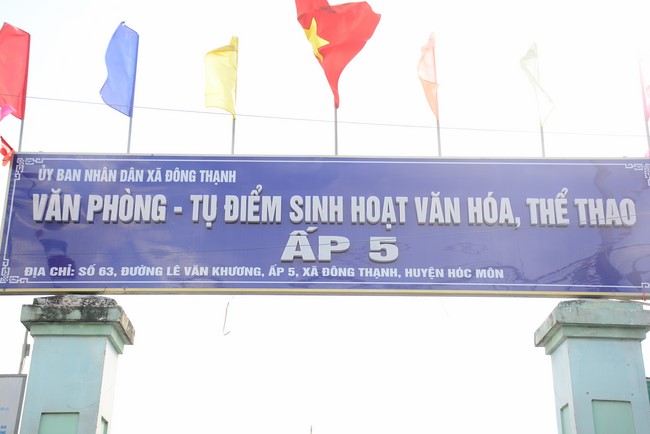 ỦY BAN NHÂN DÂN XÃ ĐÔNG THẠNH
VĂN PHÒNG - TỤ ĐIỂM SINH HOẠT VĂN HÓA, THỂ THAO
ẤP 5
ĐỊA CHỈ: SỐ 63, ĐƯỜNG LÊ VĂN KHƯƠNG, ẤP 5, XÃ ĐÔNG THẠNH, HUYỆN HÓC MÔN